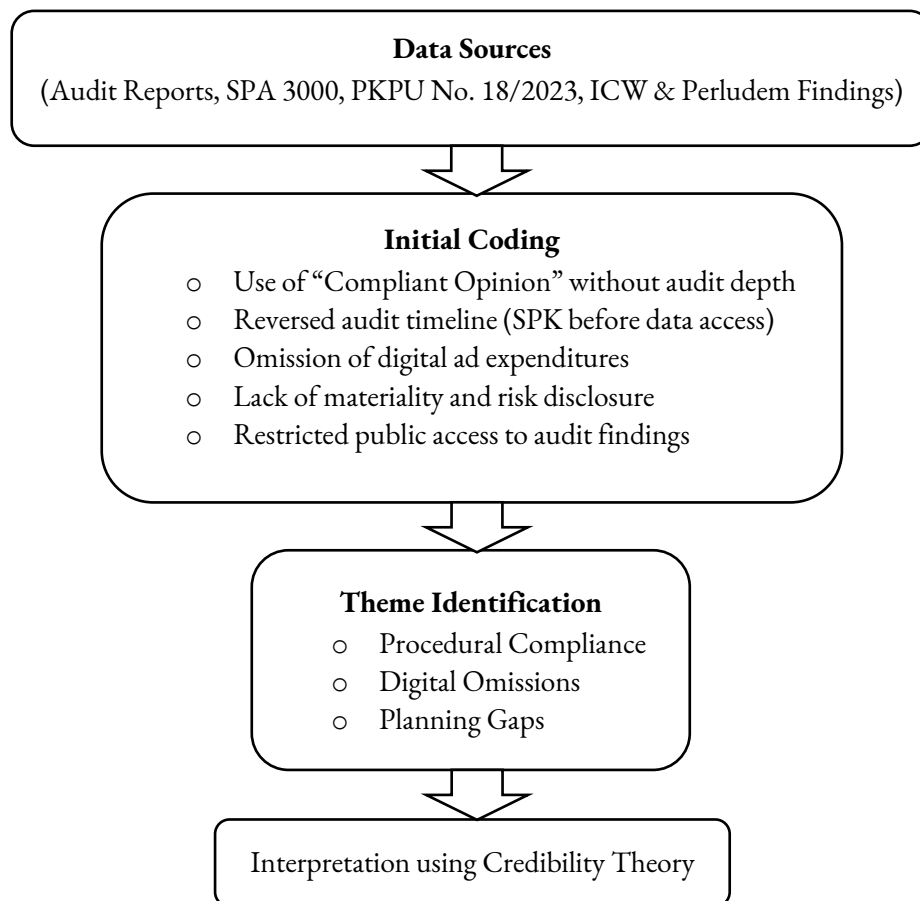 Data Sources
(Audit Reports, SPA 3000, PKPU No. 18/2023, ICW & Perludem Findings)
Initial Coding
o Use of “Compliant Opinion” without audit depth
o Reversed audit timeline (SPK before data access)
o Omission of digital ad expenditures
o Lack of materiality and risk disclosure
o Restricted public access to audit findings
Theme Identification
o Procedural Compliance
o Digital Omissions
o Planning Gaps
Interpretation using Credibility Theory